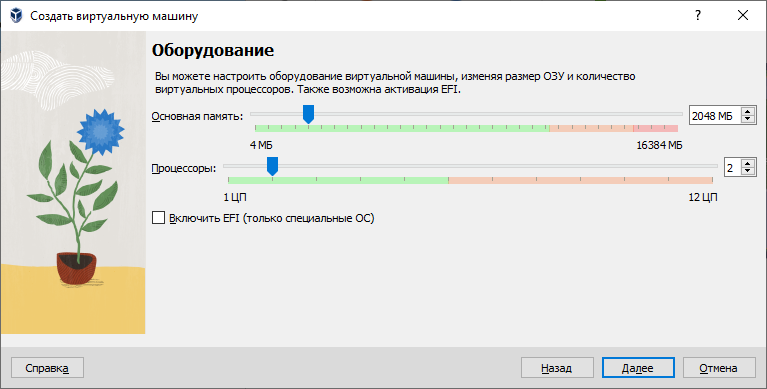 Создать виртуальную машину
?
Оборудование
Вы можете настроить оборудование виртуальной машины, изменяя размер ОЗУ и количество
виртуальных процессоров. Также возможна активация EFI.
Основная память:
2048 МБ
4 МБ
16384 МБ
Процессоры:
2
1 ЦП
12 ЦП
Включить EFI (только специальные ОС)
Справка
Назад
Далее
Отмена